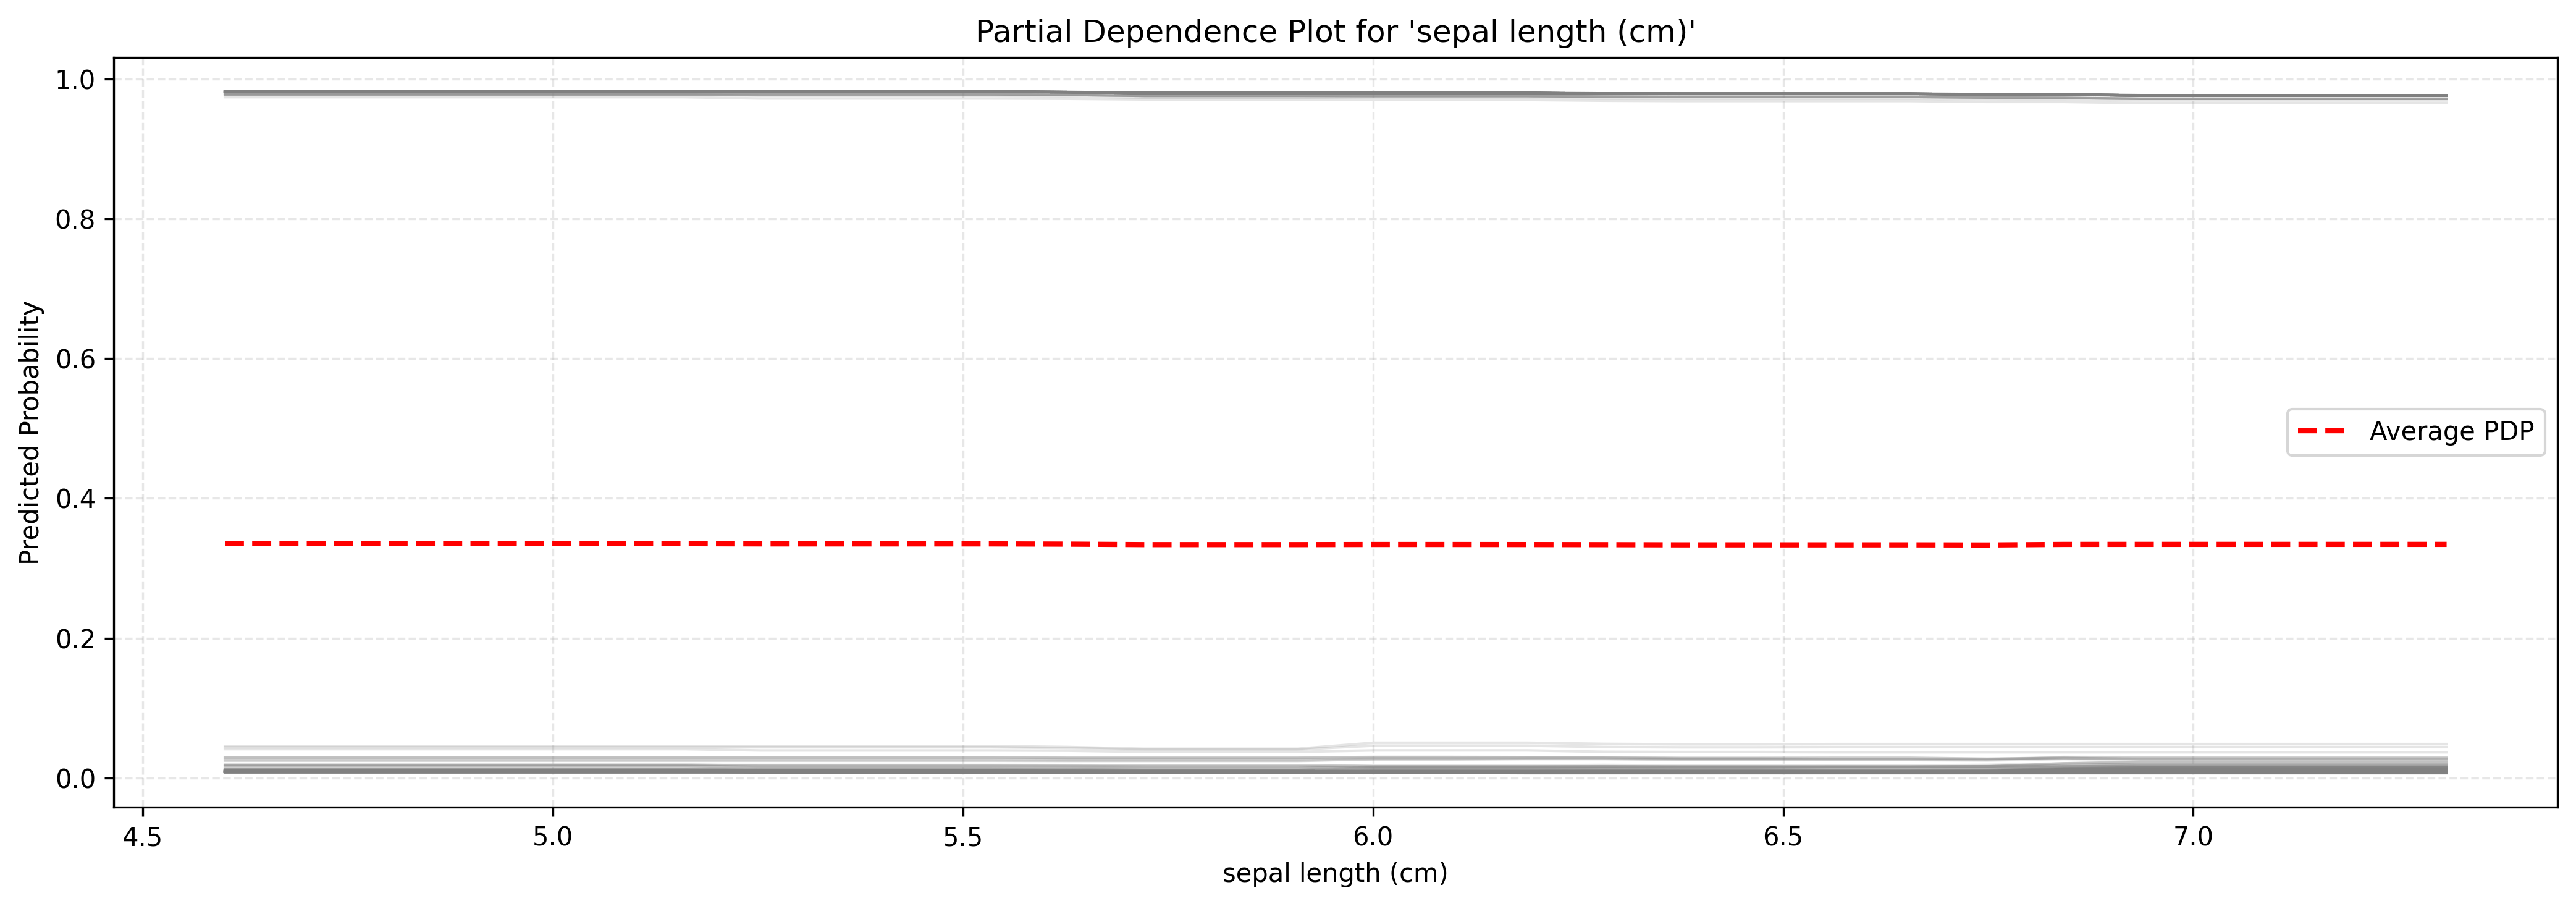 Partial Dependence Plot for 'sepal length (cm)'
Predicted Probability
1.0
0.8
0.6
0.4
0.2
0.0
Average PDP
4.5 5.0 5.5 6.0 6.5 7.0
sepal length (cm)